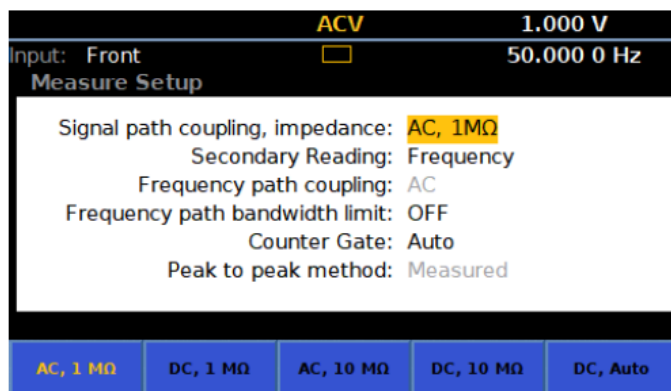 ACV 1.000 V
Input: Front 50.000 0 Hz
Measure Setup
Signal path coupling, impedance: AC, 1MΩ
Secondary Reading: Frequency
Frequency path coupling: AC
Frequency path bandwidth limit: OFF
Counter Gate: Auto
Peak to peak method: Measured
AC, 1 MΩ DC, 1 MΩ AC, 10 MΩ DC, 10 MΩ DC, Auto